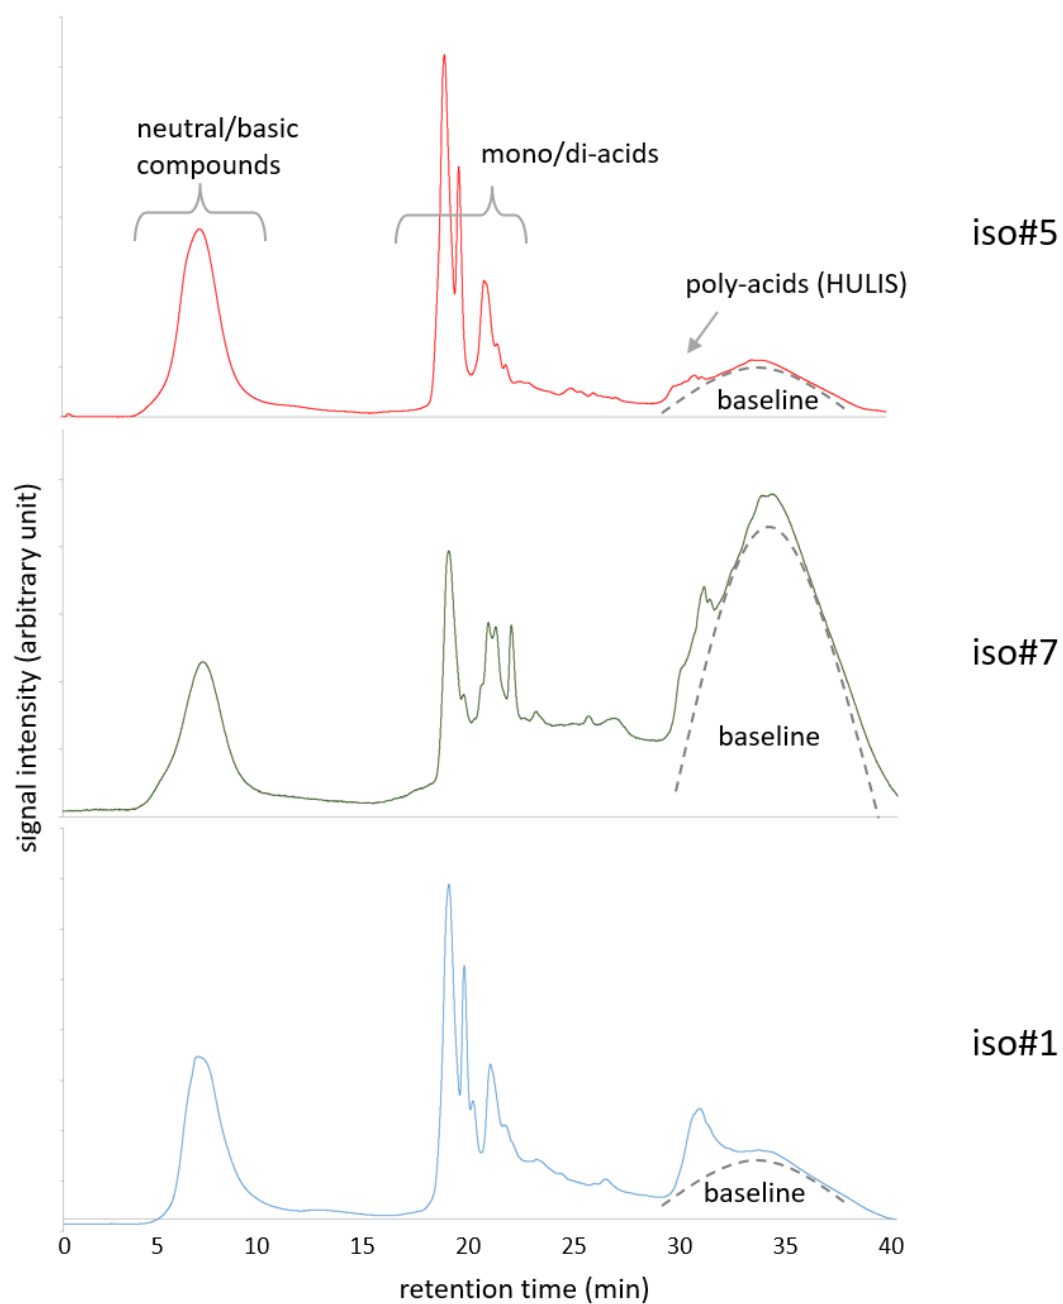 neutral/basic
compounds
mono/di-acids
iso#5
poly-acids (HULIS)
baseline
signal intensity (arbitrary unit)
iso#7
baseline
iso#1
baseline
0 5 10 15 20 25 30 35 40
retention time (min)